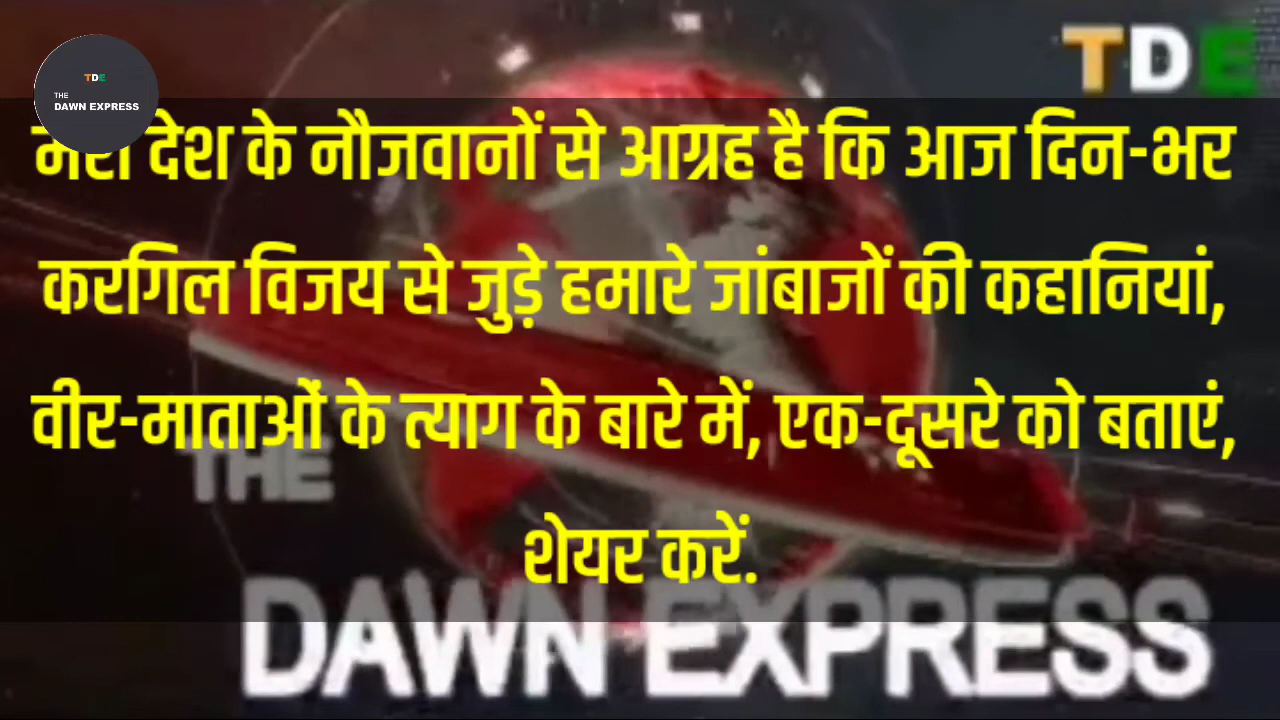 TDE
TDE
THE
DAWN EXPRESS
मेरा देश के नौजवानों से आग्रह है कि आज दिन-भर
करगिल विजय से जुड़े हमारे जांबाजों की कहानियां,
वीर-माताओं के त्याग के बारे में, एक-दूसरे को बताएं,
THE
शेयर करें.
DAWN EXPRESS